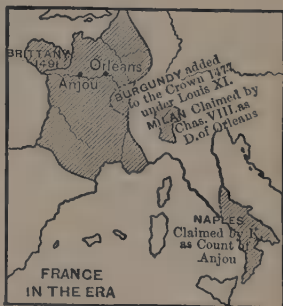 BRITTANY
1491
Orleans
Anjou
BURGUNDY added
to the Crown 1477
under Louis XI.
MILAN Claimed by
Chas. VIII. as
D. of Orleans
NAPLES
Claimed by
as Count of
Anjou
FRANCE
IN THE ERA